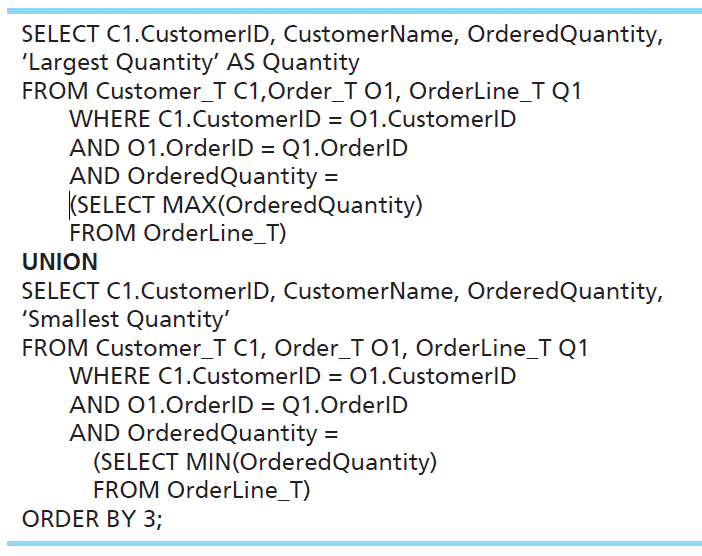 SELECT C1.CustomerID, CustomerName, OrderedQuantity,
‘Largest Quantity’ AS Quantity
FROM Customer_T C1,Order_T O1, OrderLine_T Q1
WHERE C1.CustomerID = O1.CustomerID
AND O1.OrderID = Q1.OrderID
AND OrderedQuantity =
(SELECT MAX(OrderedQuantity)
FROM OrderLine_T)
UNION
SELECT C1.CustomerID, CustomerName, OrderedQuantity,
‘Smallest Quantity’
FROM Customer_T C1, Order_T O1, OrderLine_T Q1
WHERE C1.CustomerID = O1.CustomerID
AND O1.OrderID = Q1.OrderID
AND OrderedQuantity =
(SELECT MIN(OrderedQuantity)
FROM OrderLine_T)
ORDER BY 3;